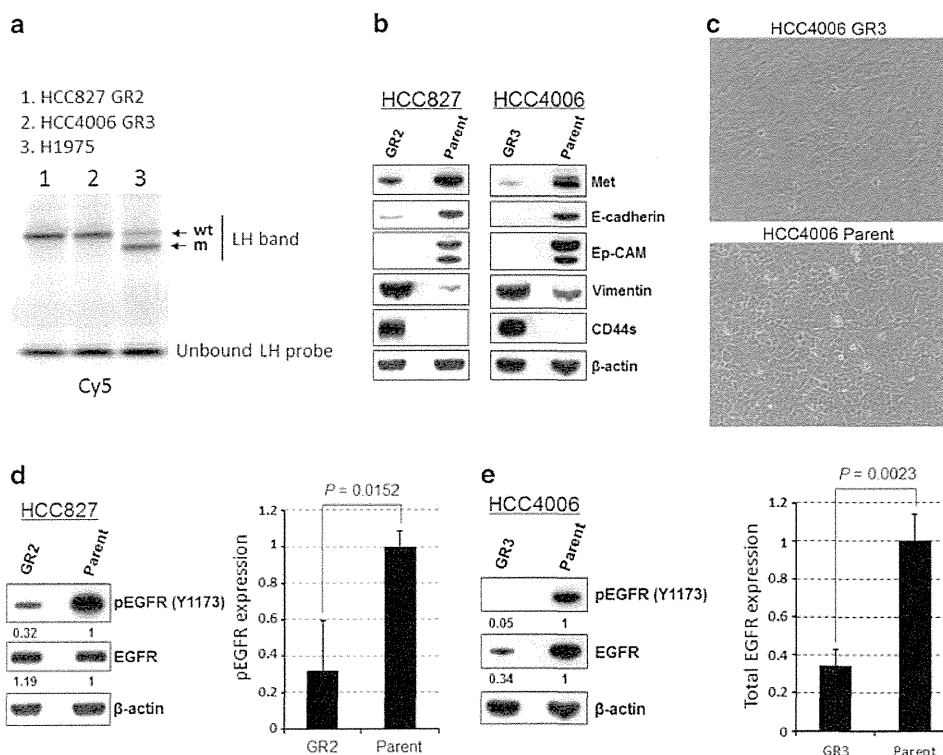 a
1. HCC827 GR2
2. HCC4006 GR3
3. H1975
1 2 3
wt
m
LH band
Unbound LH probe
Cy5
b
HCC827 HCC4006
GR2 Parent GR3 Parent
Met
E-cadherin
Ep-CAM
Vimentin
CD44s
β-actin
c
HCC4006 GR3
HCC4006 Parent
d
HCC827
GR2 Parent
pEGFR (Y1173)
0.32 1
EGFR
1.19 1
β-actin
P = 0.0152
pEGFR expression
1.2
1
0.8
0.6
0.4
0.2
0
GR2 Parent
e
HCC4006
GR3 Parent
pEGFR (Y1173)
0.05 1
EGFR
0.34 1
β-actin
P = 0.0023
Total EGFR expression
1.2
1
0.8
0.6
0.4
0.2
0
GR3 Parent